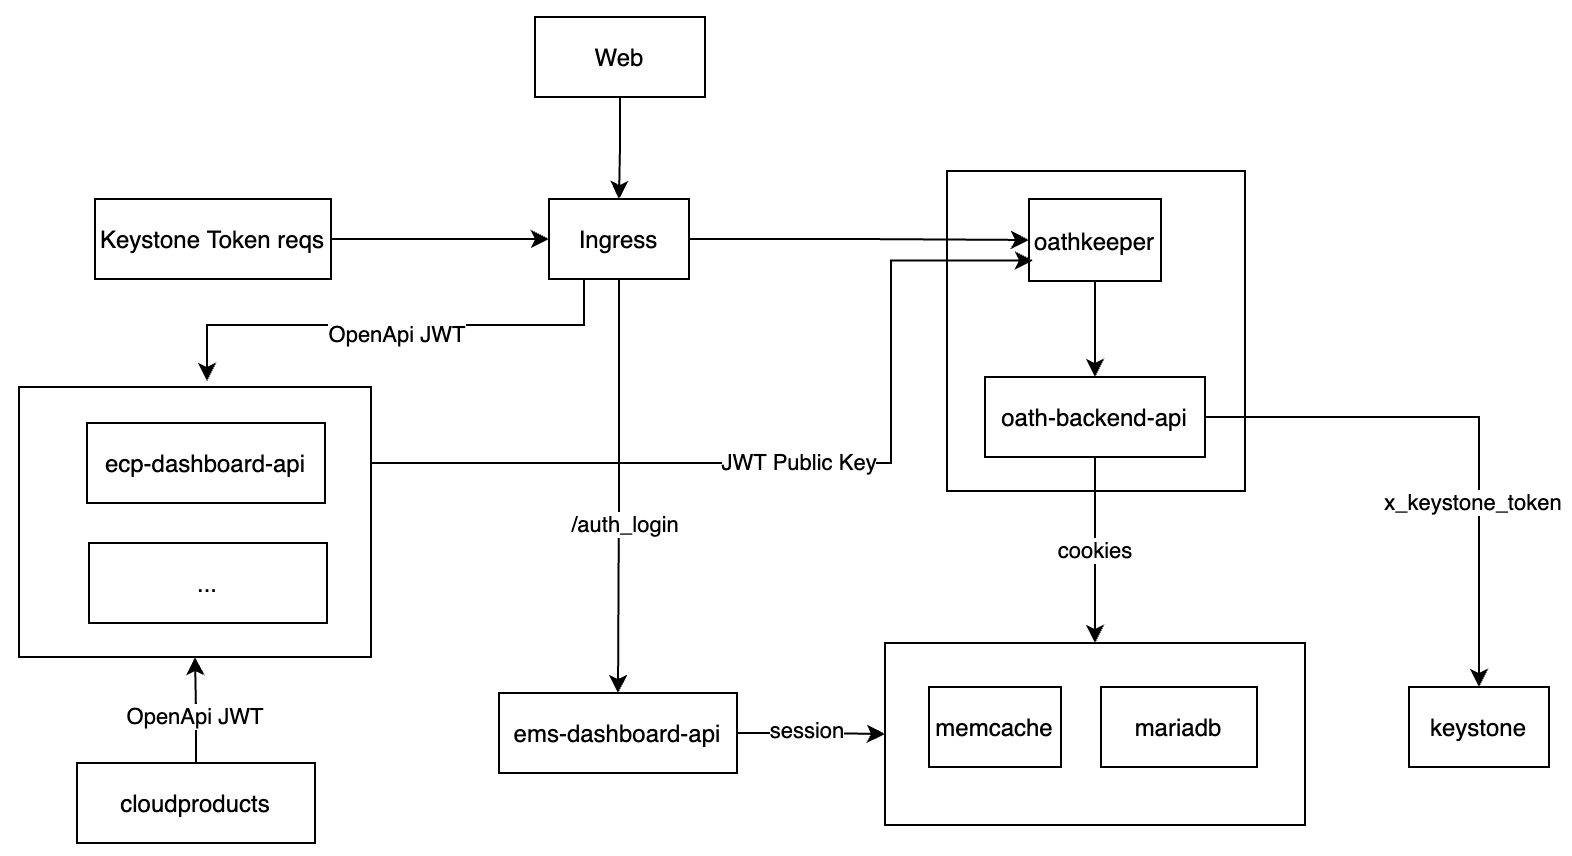 Web
Keystone Token reqs
Ingress
oathkeeper
OpenApi JWT
oath-backend-api
ecp-dashboard-api
JWT Public Key
x_keystone_token
/auth_login
cookies
...
OpenApi JWT
ems-dashboard-api
session
memcache
mariadb
keystone
cloudproducts